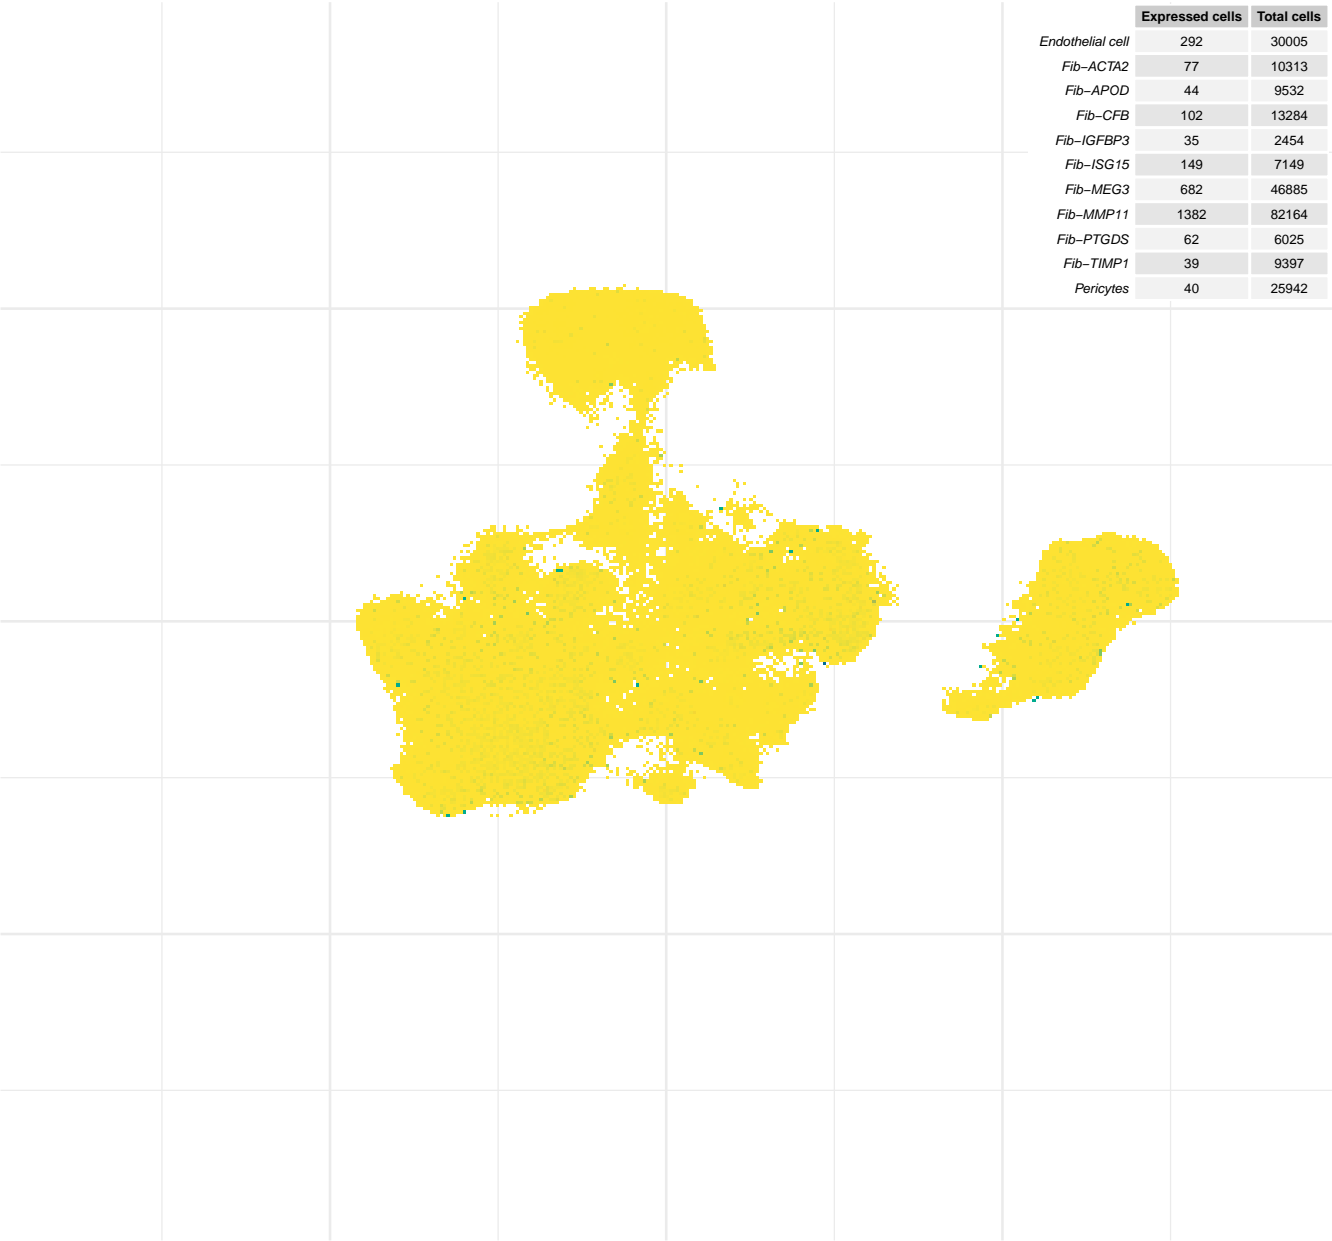 Expressed cells Total cells
Endothelial cell 292 30005
Fib−ACTA2 77 10313
Fib−APOD 44 9532
Fib−CFB 102 13284
Fib−IGFBP3 35 2454
Fib−ISG15 149 7149
Fib−MEG3 682 46885
Fib−MMP11 1382 82164
Fib−PTGDS 62 6025
Fib−TIMP1 39 9397
Pericytes 40 25942